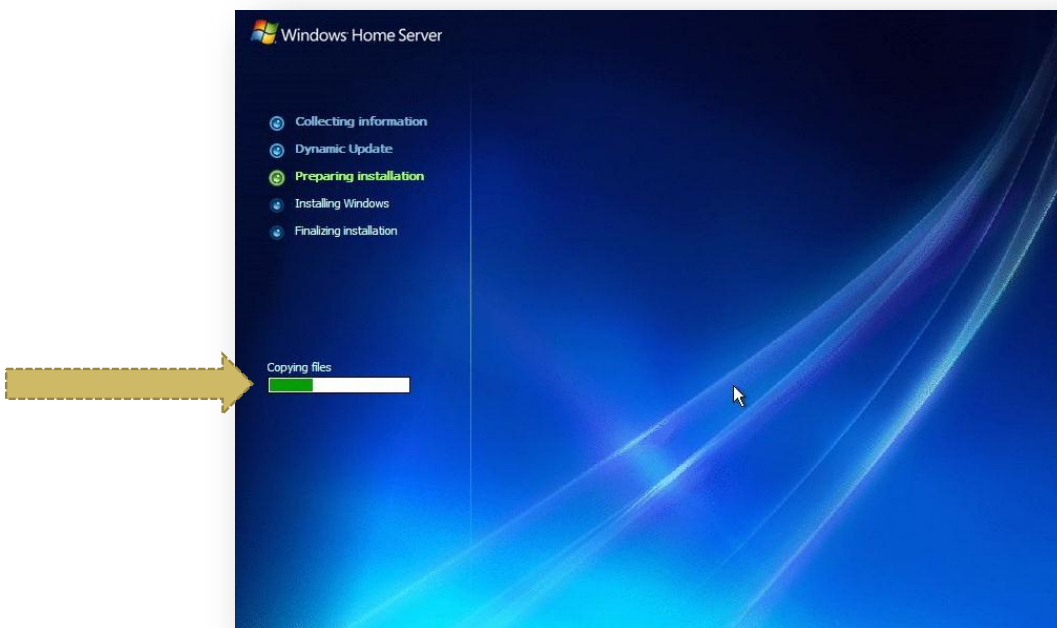 Windows Home Server
Collecting information
Dynamic Update
Preparing installation
Installing Windows
Finalizing installation
Copying files